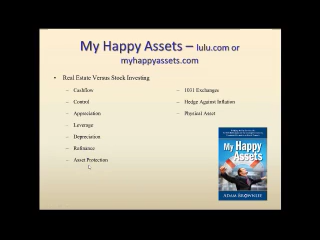 My Happy Assets – lulu.com or
myhappyassets.com
• Real Estate Versus Stock Investing
– Cashflow
– Control
– Appreciation
– Leverage
– Depreciation
– Refinance
– Asset Protection
– 1031 Exchanges
– Hedge Against Inflation
– Physical Asset
My Happy
Assets
Adam Brownlee